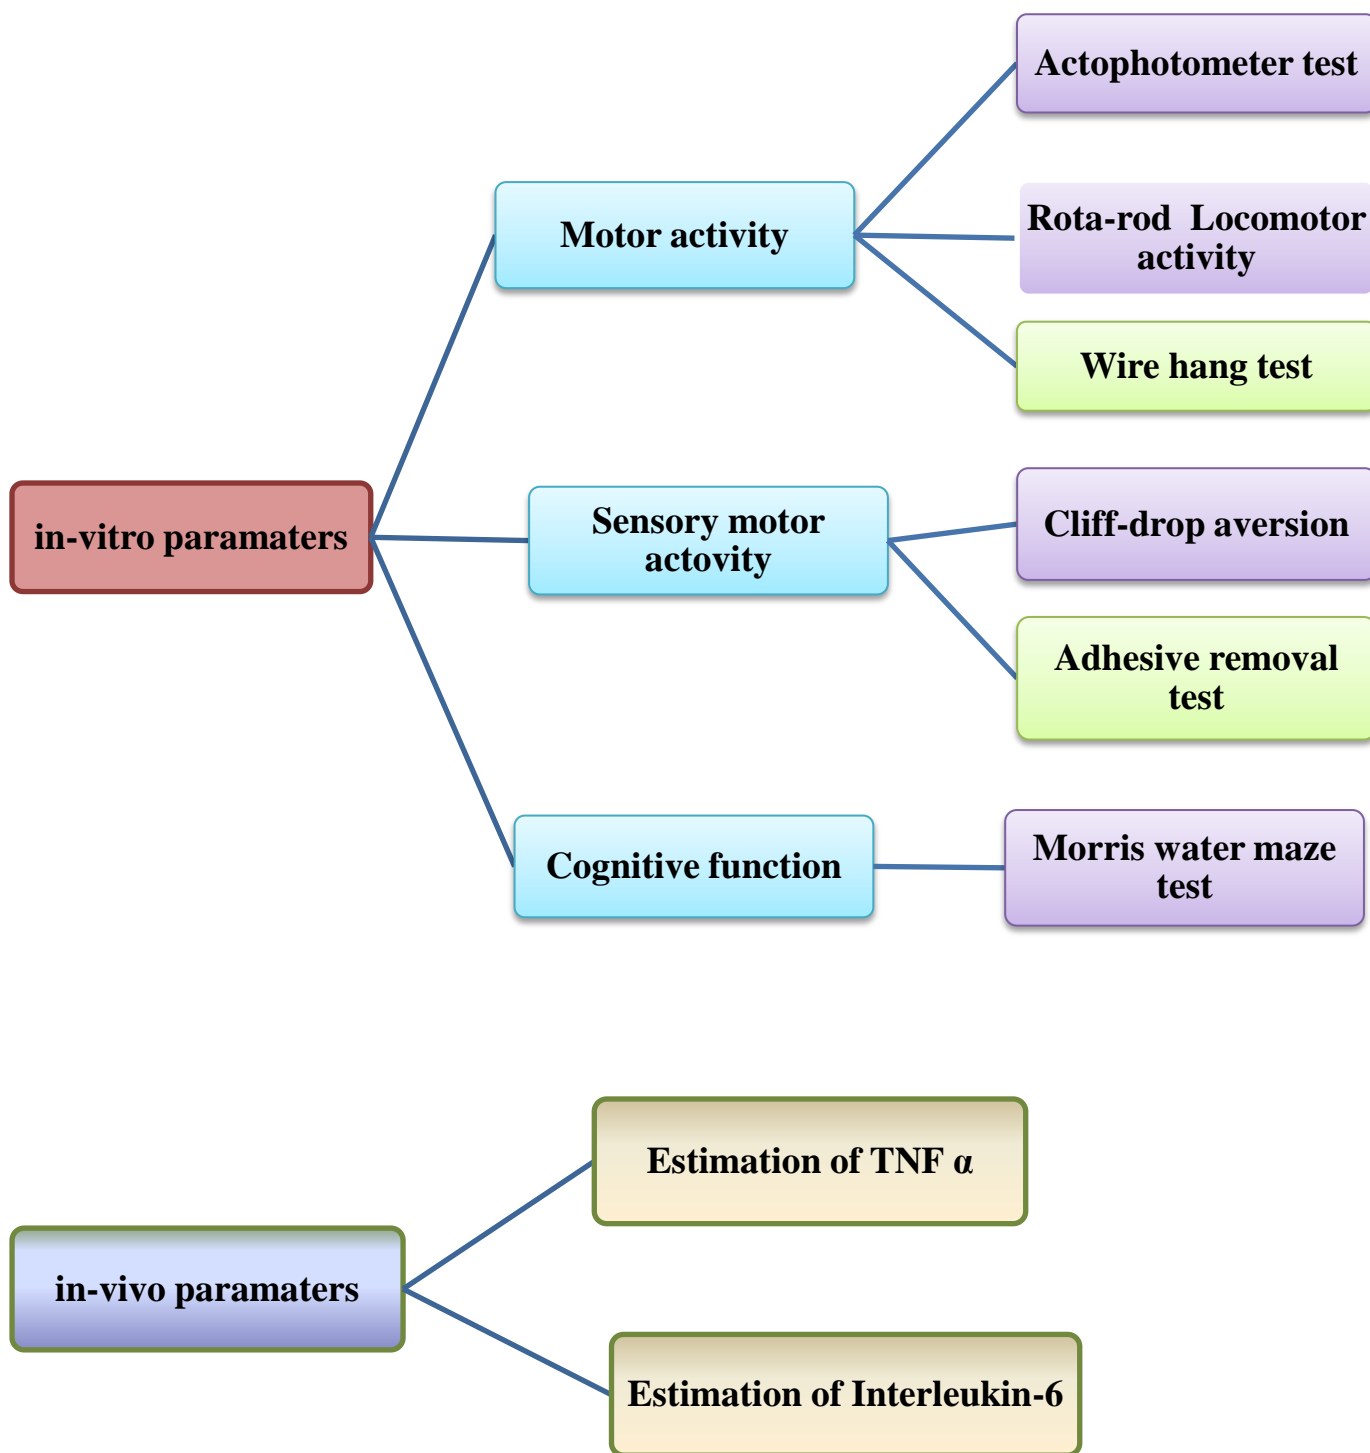 Actophotometer test
Motor activity
Rota-rod  Locomotor
activity
Wire hang test
in-vitro paramaters
Sensory motor
actovity
Cliff-drop aversion
Adhesive removal
test
Cognitive function
Morris water maze
test
Estimation of TNF α
in-vivo paramaters
Estimation of Interleukin-6